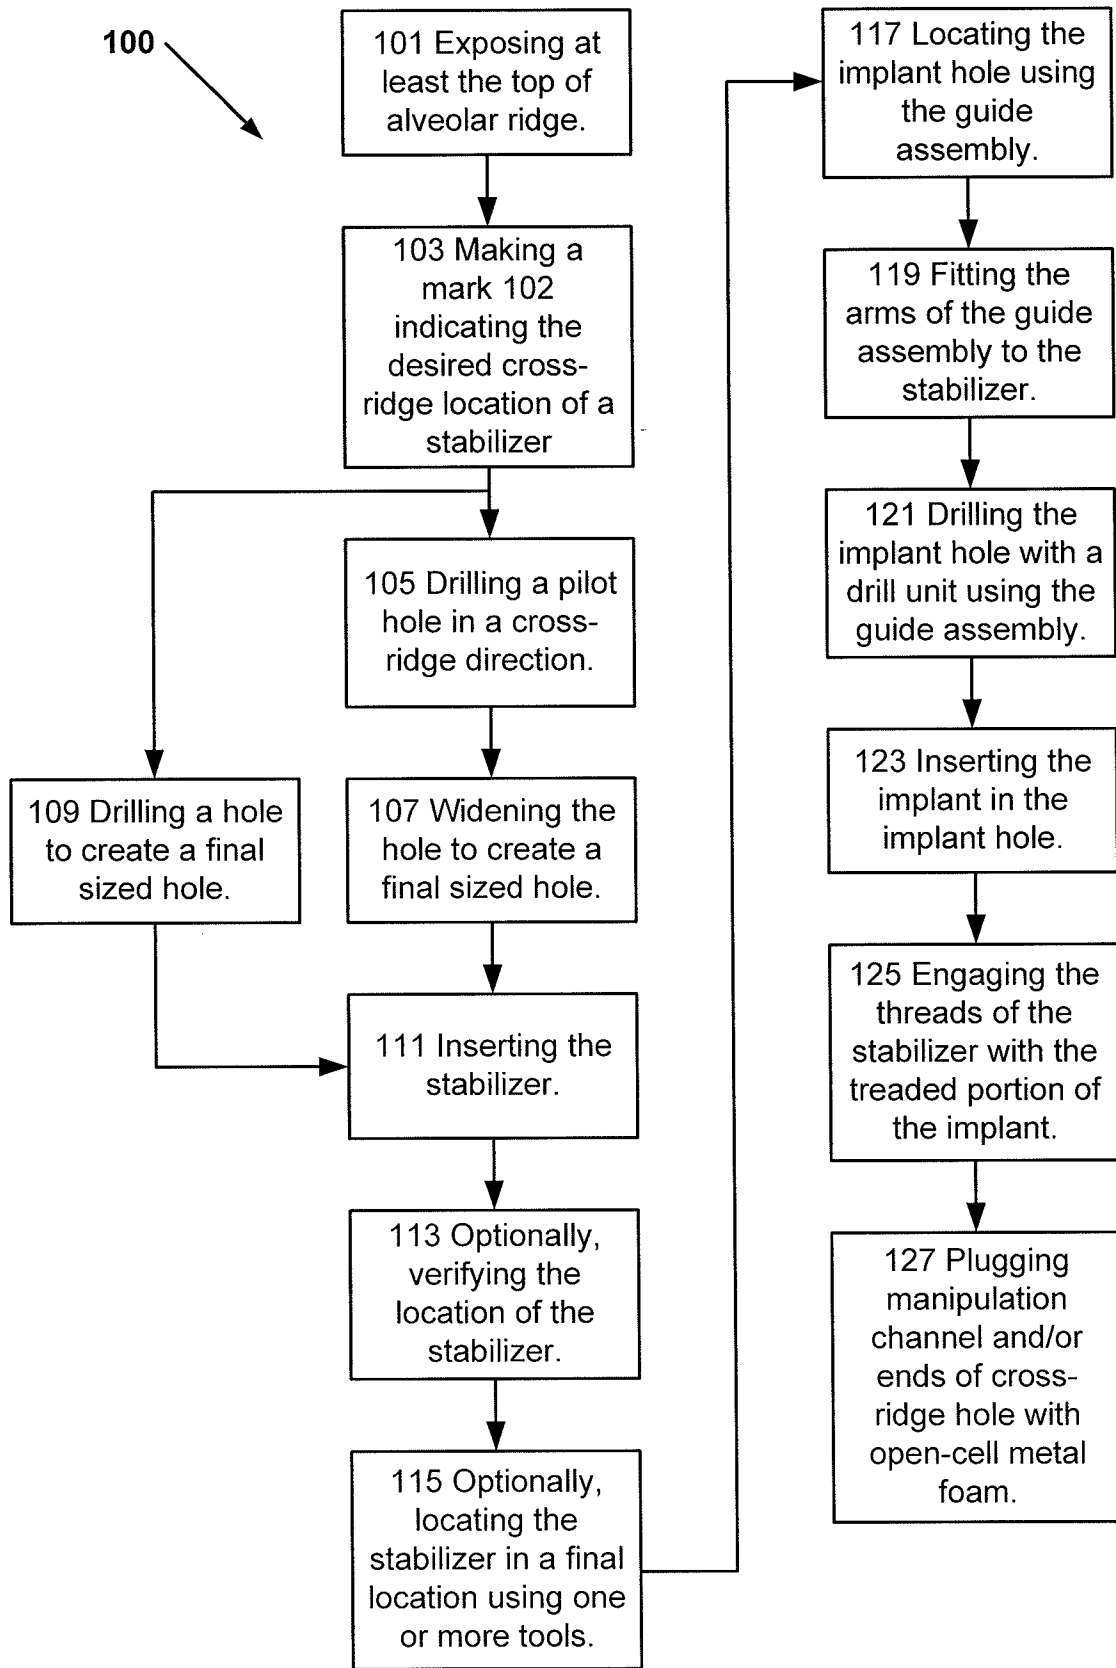 100
101 Exposing at
least the top of
alveolar ridge.
103 Making a
mark 102
indicating the
desired cross-
ridge location of a
stabilizer
105 Drilling a pilot
hole in a cross-
ridge direction.
109 Drilling a hole
to create a final
sized hole.
107 Widening the
hole to create a
final sized hole.
111 Inserting the
stabilizer.
113 Optionally,
verifying the
location of the
stabilizer.
115 Optionally,
locating the
stabilizer in a final
location using one
or more tools.
117 Locating the
implant hole using
the guide
assembly.
119 Fitting the
arms of the guide
assembly to the
stabilizer.
121 Drilling the
implant hole with a
drill unit using the
guide assembly.
123 Inserting the
implant in the
implant hole.
125 Engaging the
threads of the
stabilizer with the
treaded portion of
the implant.
127 Plugging
manipulation
channel and/or
ends of cross-
ridge hole with
open-cell metal
foam.